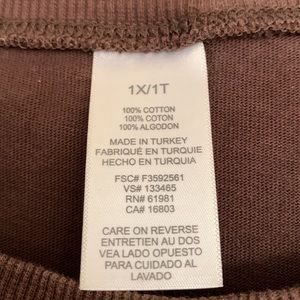 1X/1T
100% COTTON
100% COTON
100% ALGODON
MADE IN TURKEY
FABRIQUÉ EN TURQUIE
HECHO EN TURQUIA
FSC# F3592561
VS# 133465
RN# 61981
CA# 16803
CARE ON REVERSE
ENTRETIEN AU DOS
VEA LADO OPUESTO
PARA CUIDADO AL
LAVADO